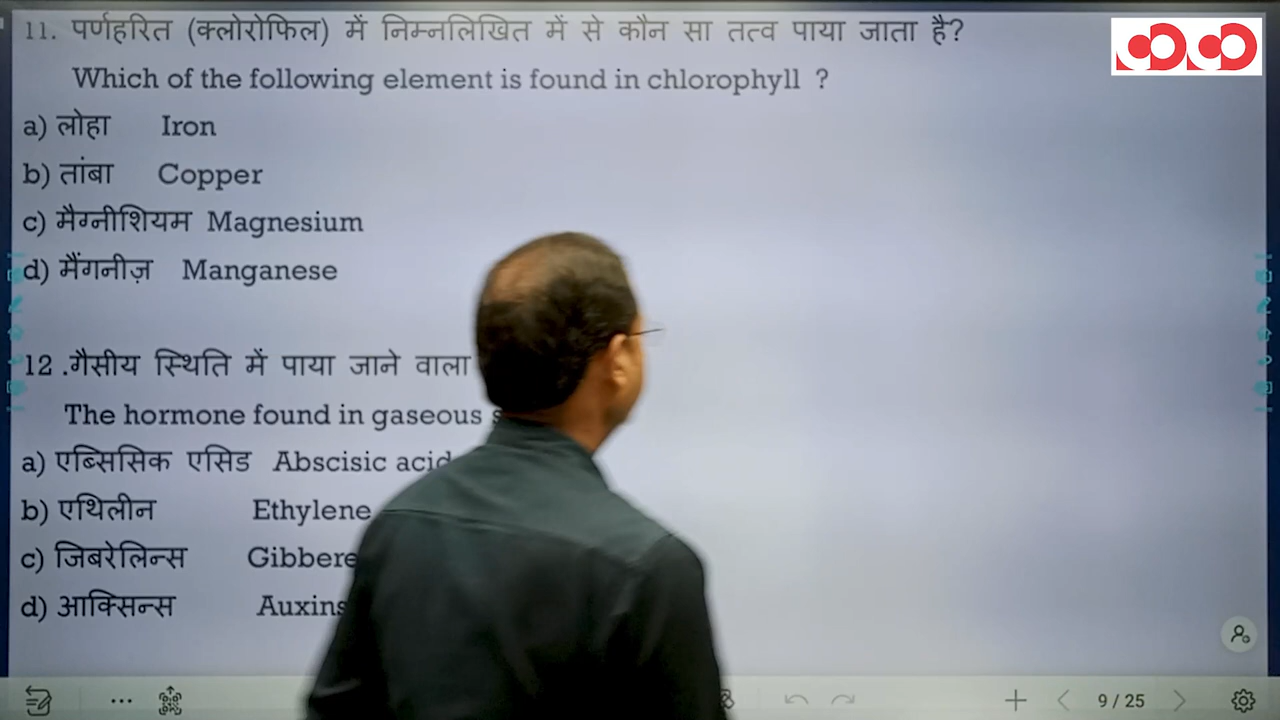 11. पर्णहरित (क्लोरोफिल) में निम्नलिखित में से कौन सा तत्व पाया जाता है?
Which of the following element is found in chlorophyll ?
a) लोहा Iron
b) तांबा Copper
c) मैग्नीशियम Magnesium
d) मैंगनीज़ Manganese
12 .गैसीय स्थिति में पाया जाने वाला
The hormone found in gaseous
a) एब्सिसिक एसिड Abscisic acid
b) एथिलीन Ethylene
c) जिबरेलिन्स
d) आक्सिन्स Auxins
9 / 25